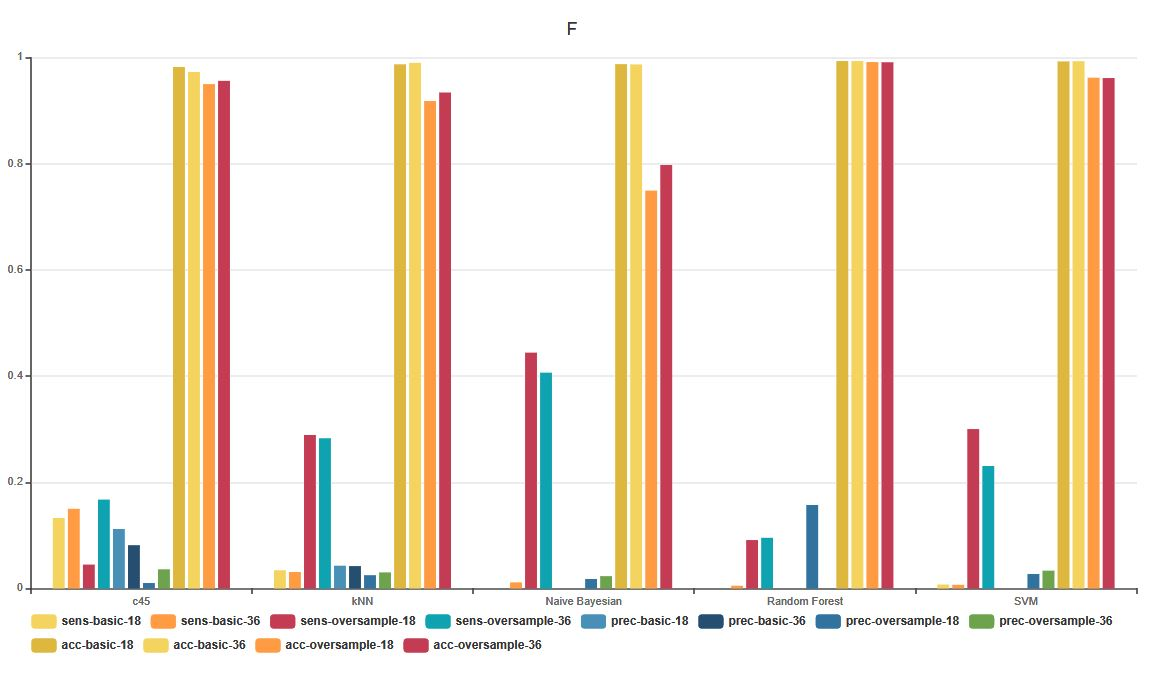 F
1
0.8
0.6
0.4
0.2
0
c45 kNN Naive Bayesian Random Forest SVM
sens-basic-18 sens-basic-36 sens-oversample-18 sens-oversample-36 prec-basic-18 prec-basic-36 prec-oversample-18 prec-oversample-36
acc-basic-18 acc-basic-36 acc-oversample-18 acc-oversample-36